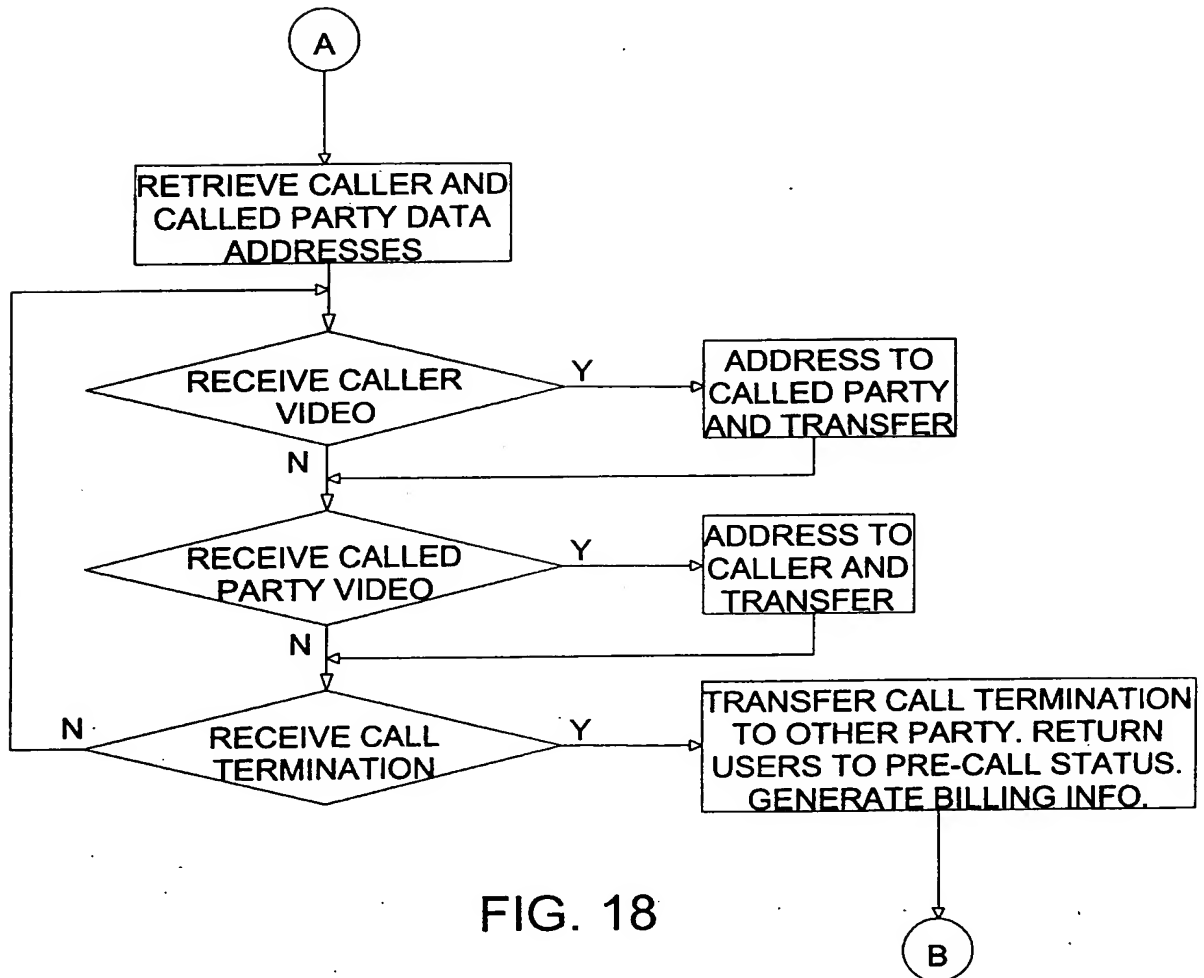 A
RETRIEVE CALLER AND
CALLED PARTY DATA
ADDRESSES
RECEIVE CALLER
VIDEO
Y
ADDRESS TO
CALLED PARTY
AND TRANSFER
N
RECEIVE CALLED
PARTY VIDEO
Y
ADDRESS TO
CALLER AND
TRANSFER
N
RECEIVE CALL
TERMINATION
N
Y
TRANSFER CALL TERMINATION
TO OTHER PARTY. RETURN
USERS TO PRE-CALL STATUS.
GENERATE BILLING INFO.
B
FIG. 18